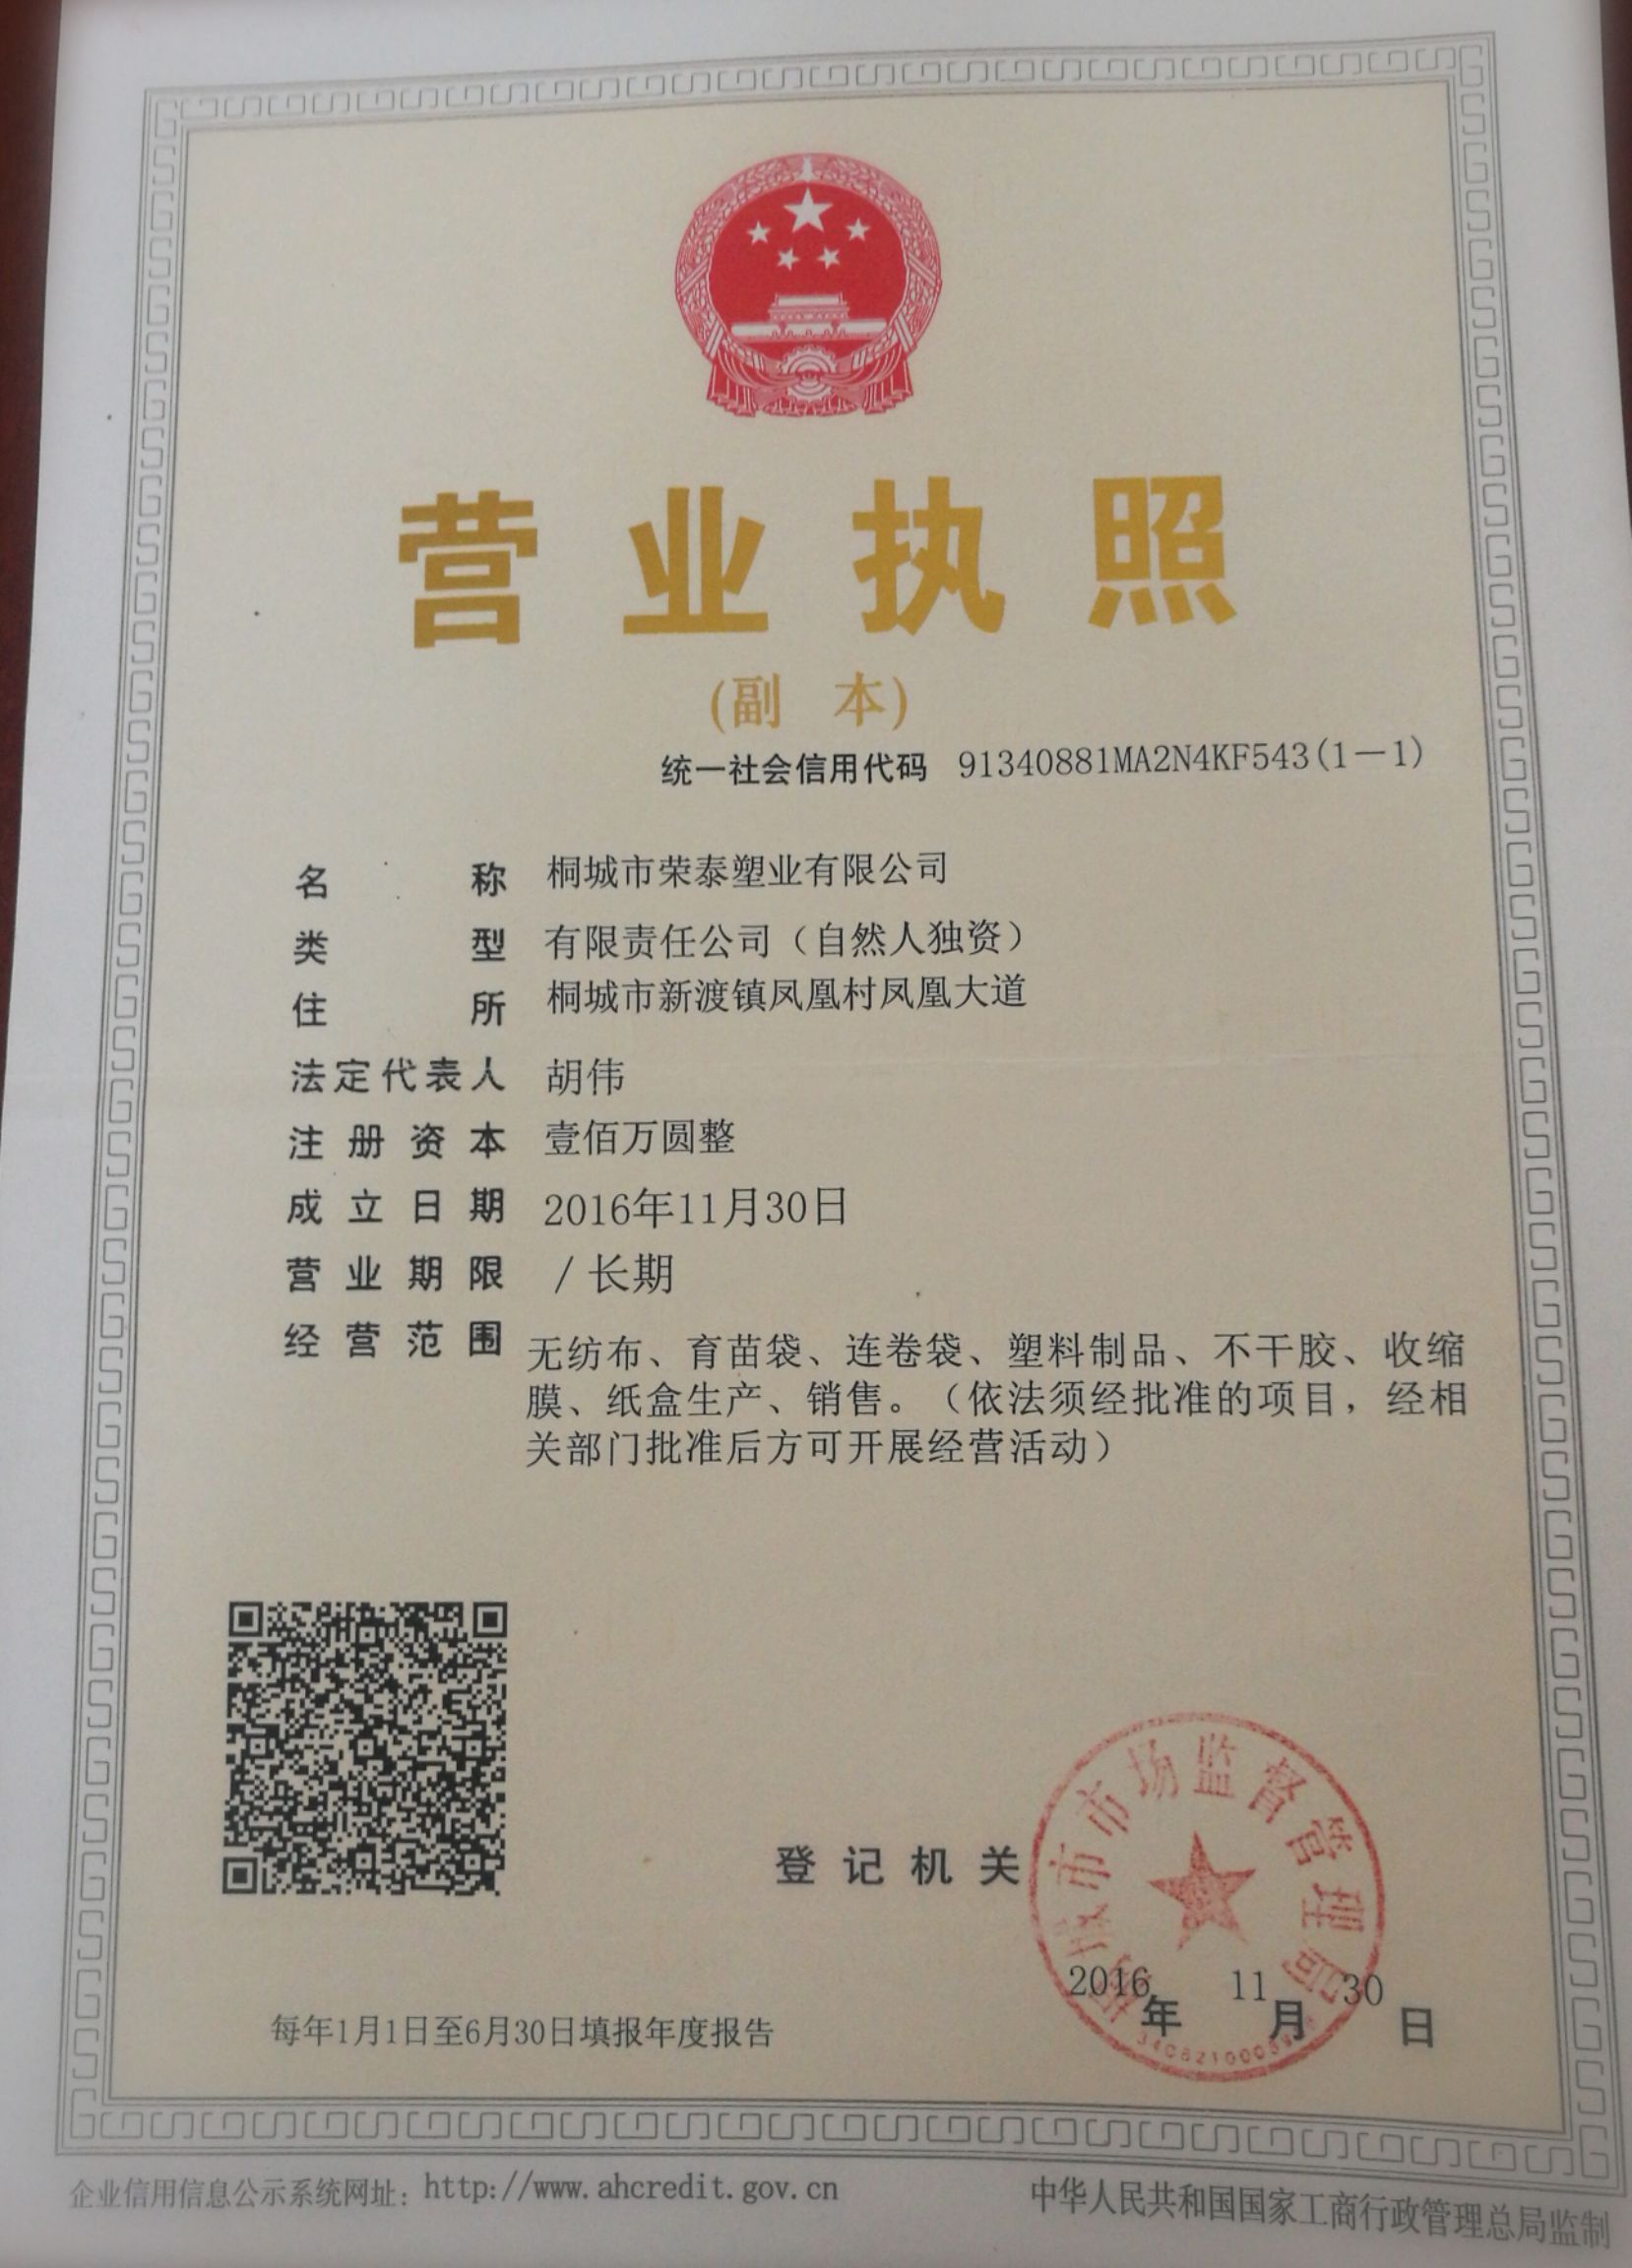 营业执照
(副 本)
统一社会信用代码 91340881MA2N4KF543(1-1)
名 称 桐城市荣泰塑业有限公司
类 型 有限责任公司（自然人独资）
住 所 桐城市新渡镇凤凰村凤凰大道
法定代表人 胡伟
注册资本 壹佰万圆整
成立日期 2016年11月30日
营业期限 / 长期
经营范围 无纺布、育苗袋、连卷袋、塑料制品、不干胶、收缩
膜、纸盒生产、销售。（依法须经批准的项目，经相
关部门批准后方可开展经营活动）
登记机关
桐城市市场监督管理局
2016年11月30日
每年1月1日至6月30日填报年度报告
企业信用信息公示系统网址：http://www.ahcredit.gov.cn
中华人民共和国国家工商行政管理总局监制